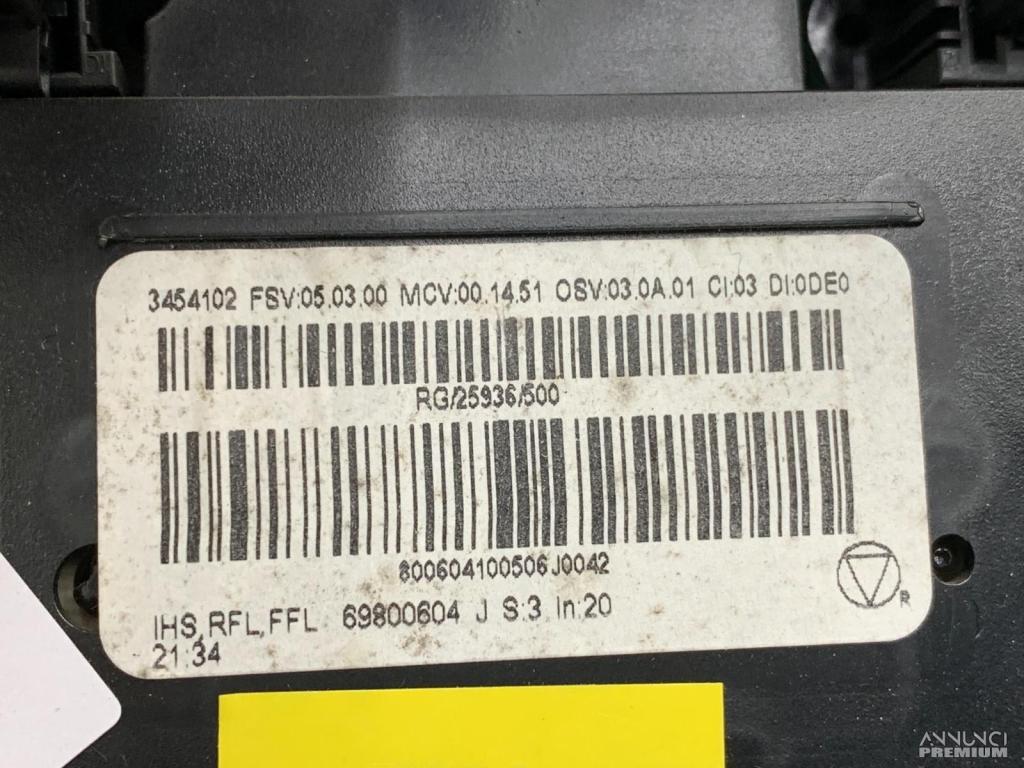 3454102 FSV:05.03.00 MCV:00.14.51 OSV:03.0A.01 CI:03 DI:0DE0
RG/25936/500
600604100506J0042
IHS,RFL,FFL 69800604 J S:3 In:20
21:34
R
ANNUNCI
PREMIUM